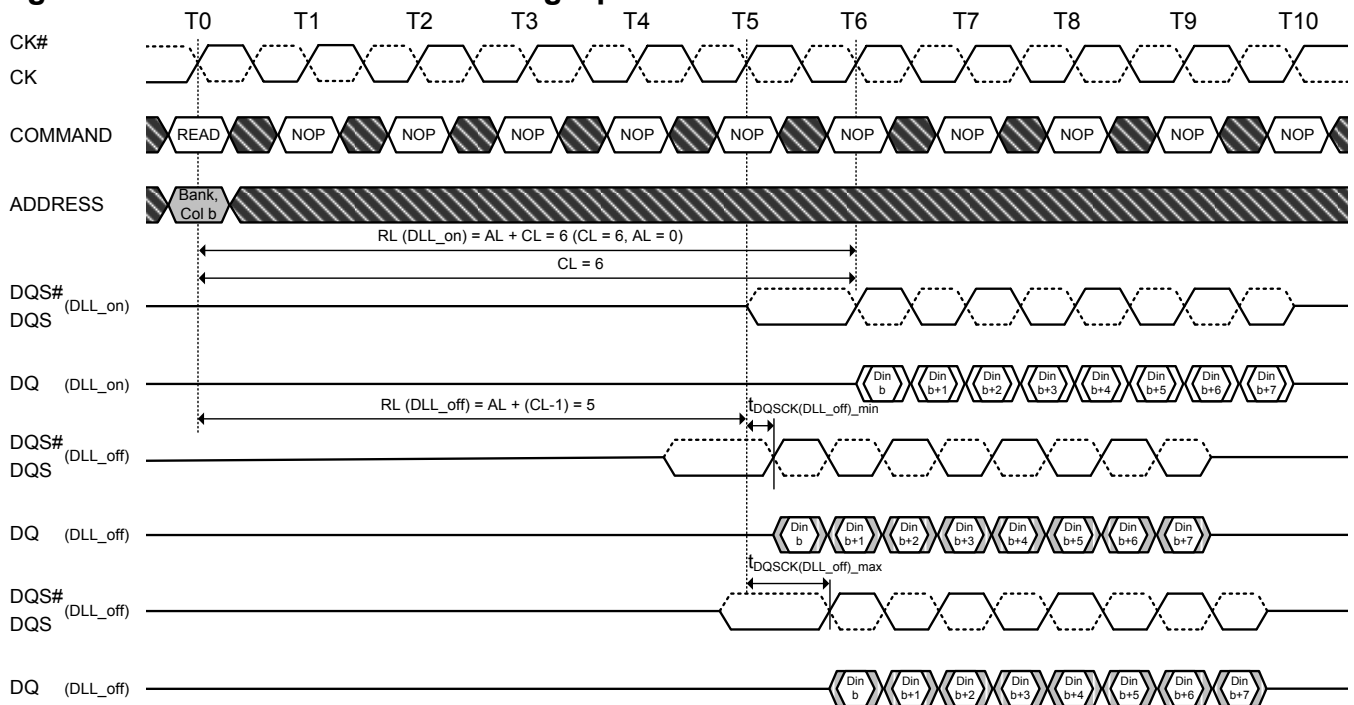 T0 T1 T2 T3 T4 T5 T6 T7 T8 T9 T10
CK#
CK
COMMAND READ NOP NOP NOP NOP NOP NOP NOP NOP NOP NOP
ADDRESS Bank, Col b
RL (DLL_on) = AL + CL = 6 (CL = 6, AL = 0)
CL = 6
DQS# (DLL_on)
DQS
DQ (DLL_on) Din b Din b+1 Din b+2 Din b+3 Din b+4 Din b+5 Din b+6 Din b+7
RL (DLL_off) = AL + (CL-1) = 5 tDQSCK(DLL_off)_min
DQS# (DLL_off)
DQS
DQ (DLL_off) Din b Din b+1 Din b+2 Din b+3 Din b+4 Din b+5 Din b+6 Din b+7
tDQSCK(DLL_off)_max
DQS# (DLL_off)
DQS
DQ (DLL_off) Din b Din b+1 Din b+2 Din b+3 Din b+4 Din b+5 Din b+6 Din b+7